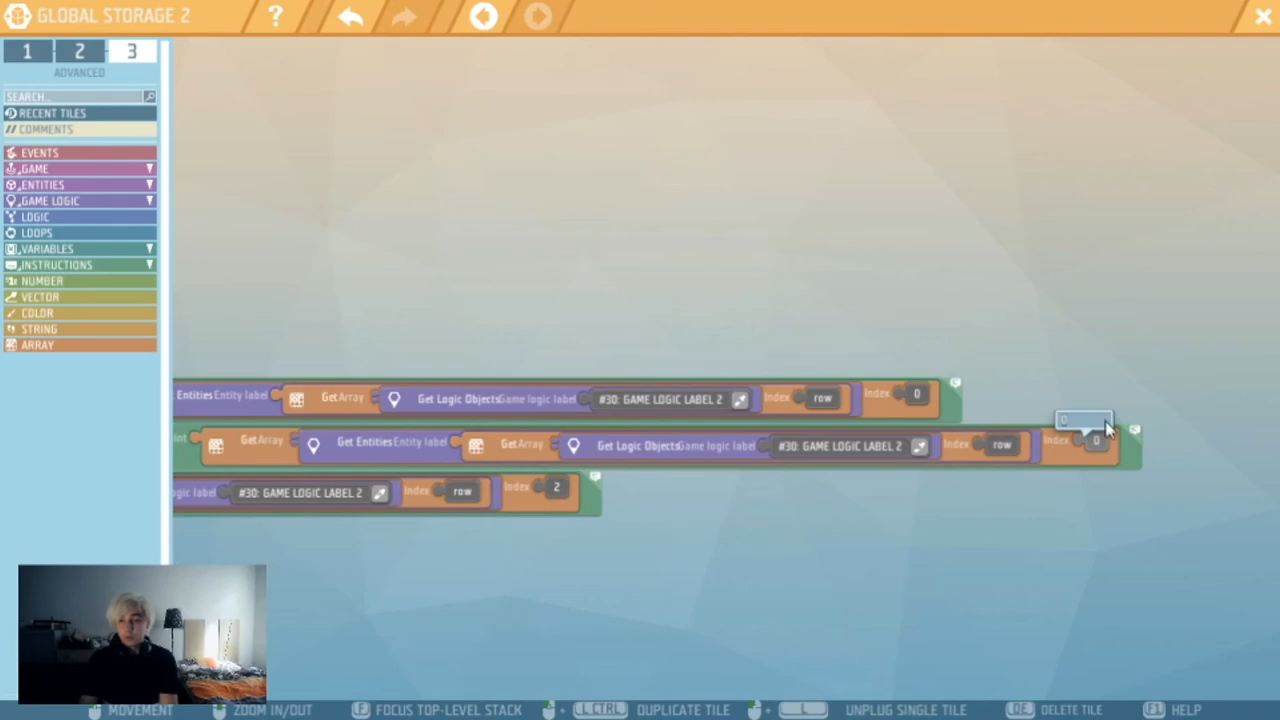 GLOBAL STORAGE 2
?
1 2 3
ADVANCED
SEARCH...
RECENT TILES
// COMMENTS
EVENTS
GAME
ENTITIES
GAME LOGIC
LOGIC
LOOPS
VARIABLES
INSTRUCTIONS
NUMBER
VECTOR
COLOR
STRING
ARRAY
Entities Entity label Get Array Get Logic Objects Game logic label #30: GAME LOGIC LABEL 2 Index row Index 0
0
int Get Array Get Entities Entity label Get Array Get Logic Objects Game logic label #30: GAME LOGIC LABEL 2 Index row Index 0
gic label #30: GAME LOGIC LABEL 2 Index row Index 2
MOVEMENT ZOOM IN/OUT F FOCUS TOP-LEVEL STACK + L CTRL DUPLICATE TILE + L UNPLUG SINGLE TILE DE DELETE TILE F1 HELP